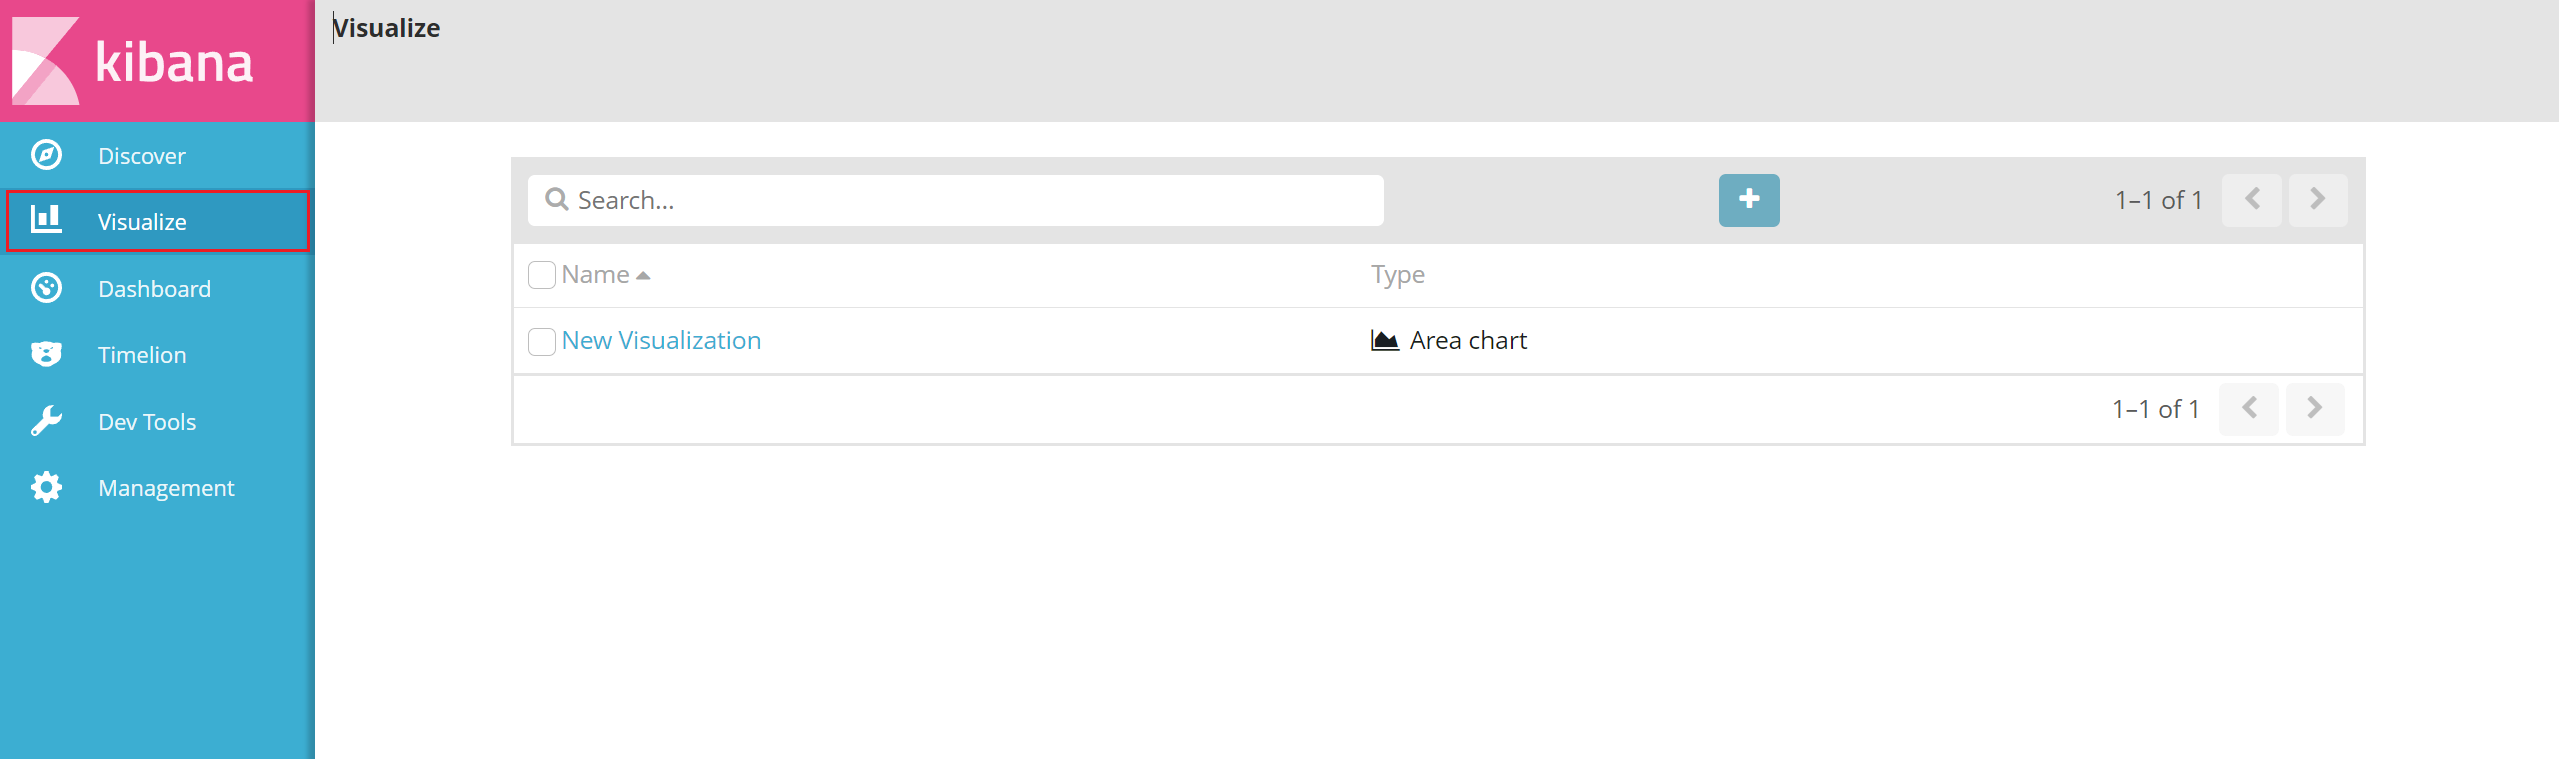 kibana
Visualize
Discover
Visualize
Dashboard
Timelion
Dev Tools
Management
Search...
1–1 of 1
Name
Type
New Visualization
Area chart
1–1 of 1